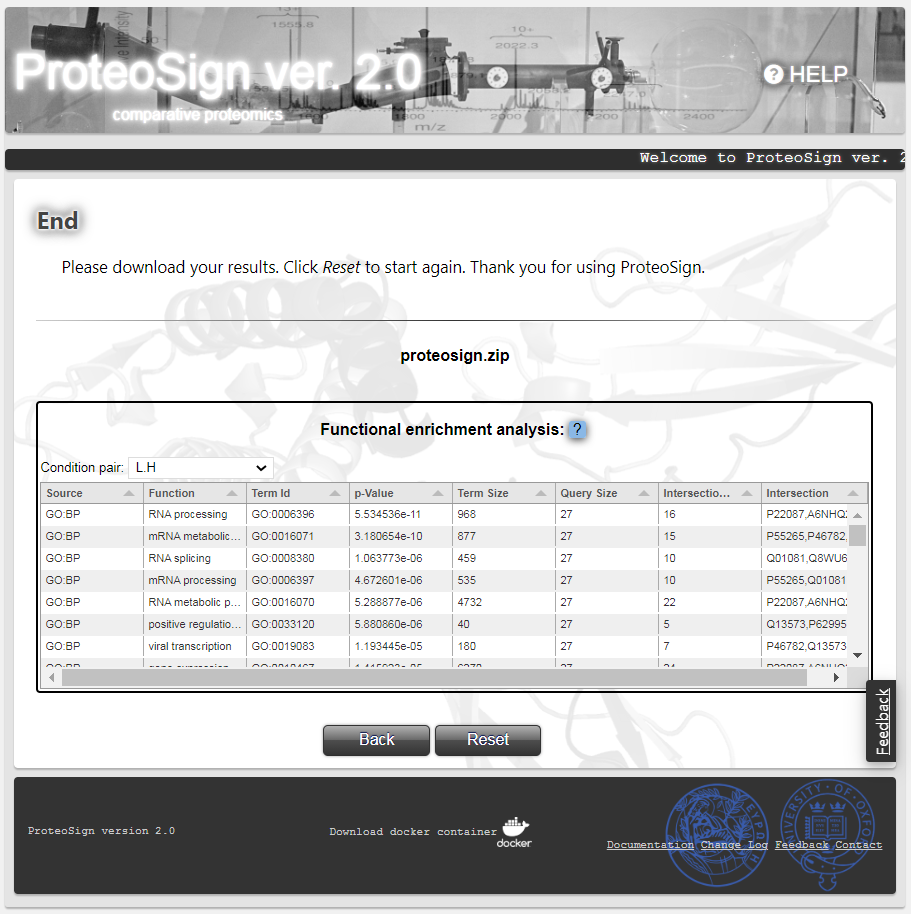 1555.8
10+
2022.3
1879
ProteoSign ver. 2.0
? HELP
comparative proteomics
1800 2000 2200 2400
m/z
Welcome to ProteoSign ver. 2
End
Please download your results. Click Reset to start again. Thank you for using ProteoSign.
proteosign.zip
Functional enrichment analysis: ?
Condition pair: L.H
Source Function Term Id p-Value Term Size Query Size Intersectio... Intersection
GO:BP RNA processing GO:0006396 5.534536e-11 968 27 16 P22087,A6NHQ2
GO:BP mRNA metabolic... GO:0016071 3.180654e-10 877 27 15 P55265,P46782,
GO:BP RNA splicing GO:0008380 1.063773e-06 459 27 10 Q01081,Q8WU6
GO:BP mRNA processing GO:0006397 4.672601e-06 535 27 10 P55265,Q01081
GO:BP RNA metabolic p... GO:0016070 5.288877e-06 4732 27 22 P22087,A6NHQ2
GO:BP positive regulatio... GO:0033120 5.880860e-06 40 27 5 Q13573,P62995
GO:BP viral transcription GO:0019083 1.193445e-05 180 27 7 P46782,Q13573
GO:BP
Feedback
Back Reset
ProteoSign version 2.0
Download docker container docker
UNIVERSITY · OF · OXFORD
Documentation Change Log Feedback Contact